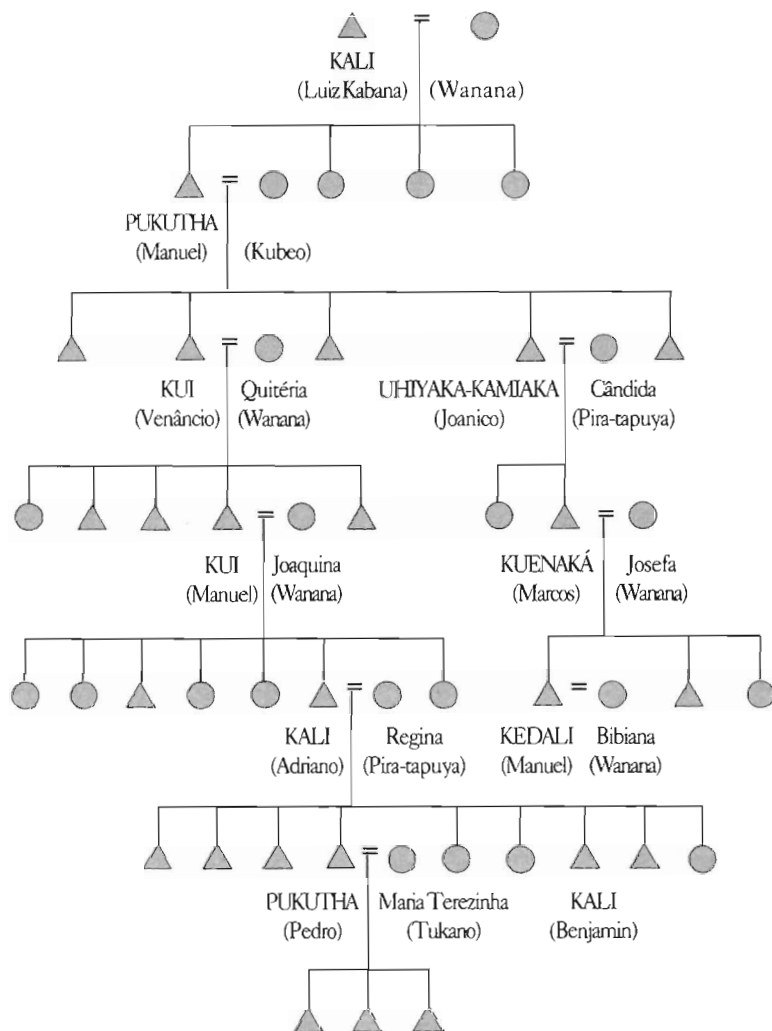 KALI
(Luiz Kabana) (Wanana)
PUKUTHA
(Manuel) (Kubeo)
KUI Quitéria UHIYAKA-KAMIAKA Cândida
(Venâncio) (Wanana) (Joanico) (Pira-tapuya)
KUI Joaquina KUENAKÁ Josefa
(Manuel) (Wanana) (Marcos) (Wanana)
KALI Regina KEDALI Bibiana
(Adriano) (Pira-tapuya) (Manuel) (Wanana)
PUKUTHA Maria Terezinha KALI
(Pedro) (Tukano) (Benjamin)